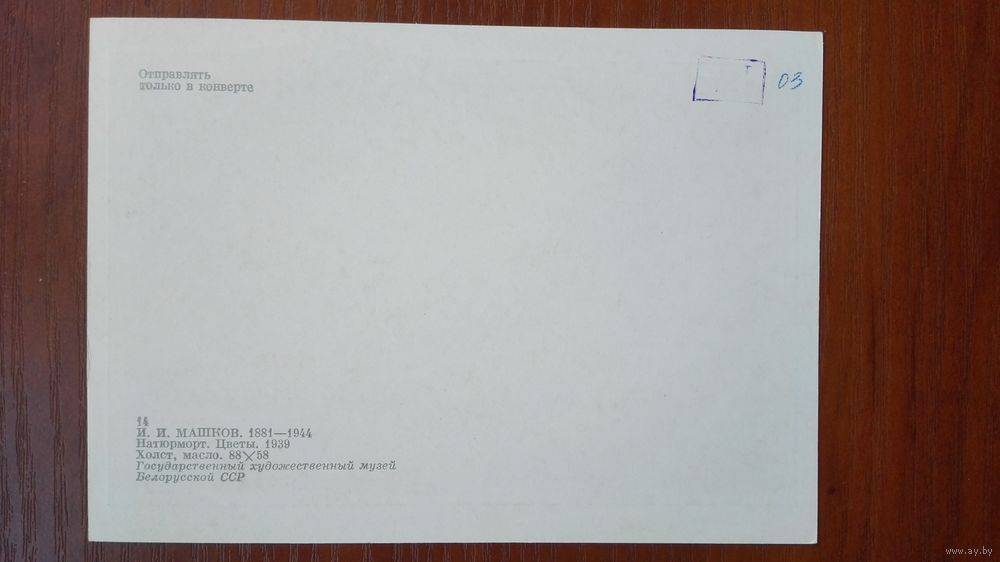 Отправлять
только в конверте
03
14
И. И. МАШКОВ. 1881—1944
Натюрморт. Цветы. 1939
Холст, масло. 88×58
Государственный художественный музей
Белорусской ССР
www.ay.by